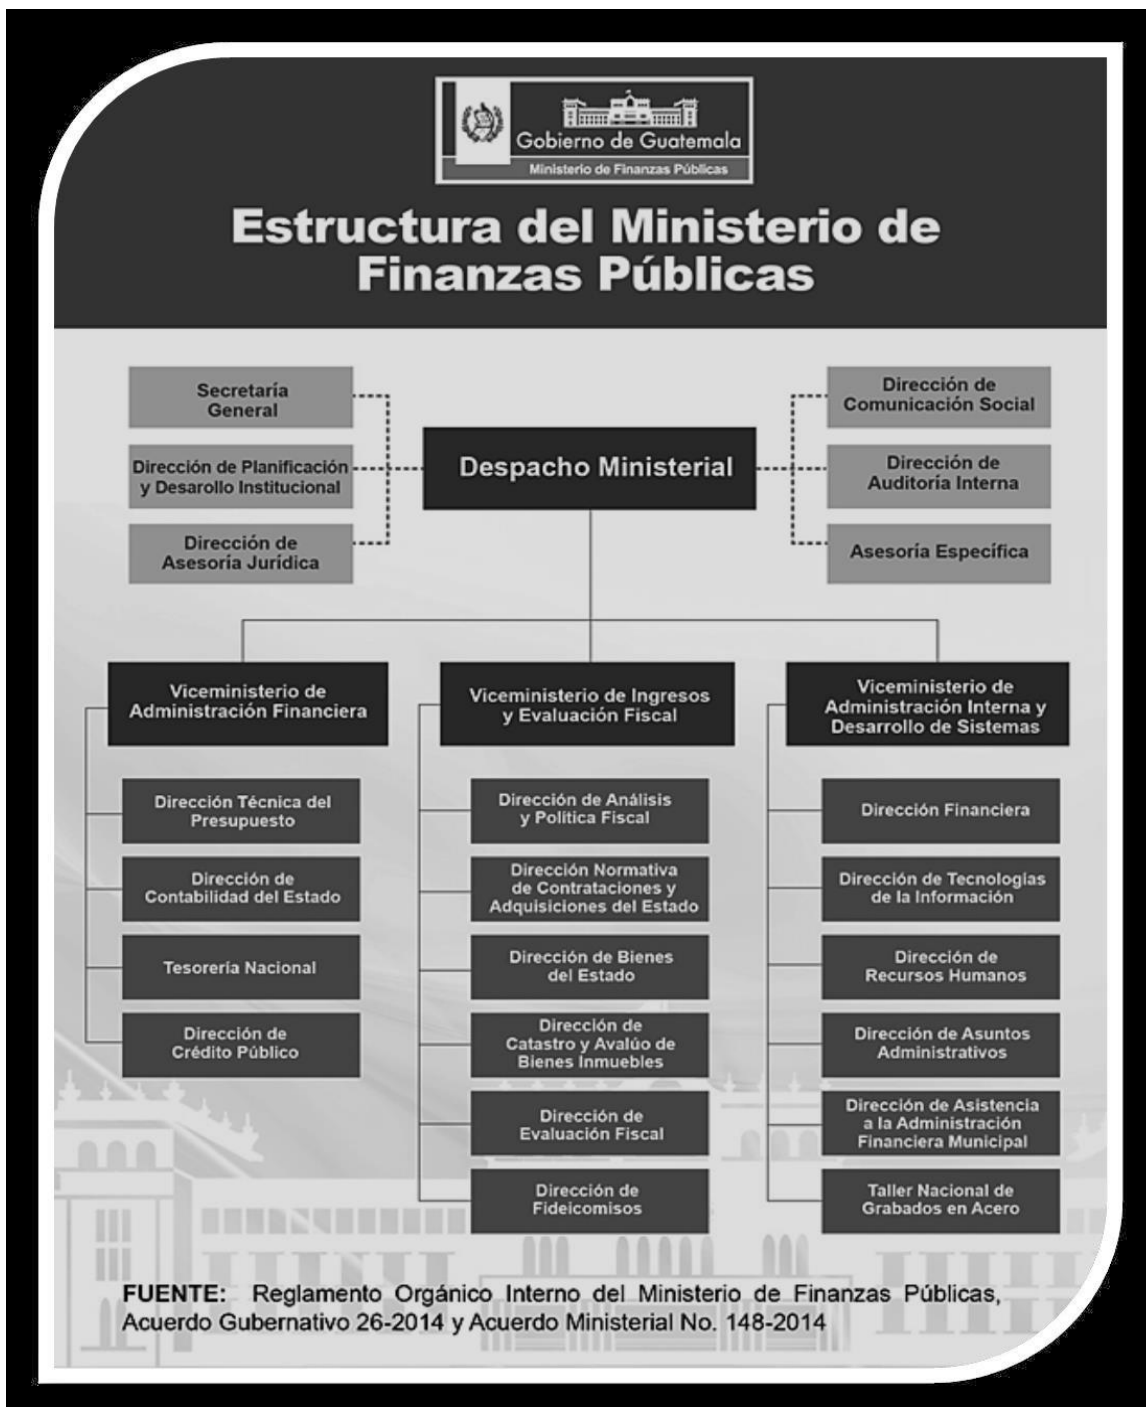 Gobierno de Guatemala
Ministerio de Finanzas Públicas
Estructura del Ministerio de
Finanzas Públicas
Secretaría
General
Dirección de Planificación
y Desarollo Institucional
Dirección de
Asesoría Jurídica
Despacho Ministerial
Dirección de
Comunicación Social
Dirección de
Auditoría Interna
Asesoría Específica
Viceministerio de
Administración Financiera
Dirección Técnica del
Presupuesto
Dirección de
Contabilidad del Estado
Tesorería Nacional
Dirección de
Crédito Público
Viceministerio de Ingresos
y Evaluación Fiscal
Dirección de Análisis
y Política Fiscal
Dirección Normativa
de Contrataciones y
Adquisiciones del Estado
Dirección de Bienes
del Estado
Dirección de
Catastro y Avalúo de
Bienes Inmuebles
Dirección de
Evaluación Fiscal
Dirección de
Fideicomisos
Viceministerio de
Administración Interna y
Desarrollo de Sistemas
Dirección Financiera
Dirección de Tecnologías
de la Información
Dirección de
Recursos Humanos
Dirección de Asuntos
Administrativos
Dirección de Asistencia
a la Administración
Financiera Municipal
Taller Nacional de
Grabados en Acero
FUENTE: Reglamento Orgánico Interno del Ministerio de Finanzas Públicas,
Acuerdo Gubernativo 26-2014 y Acuerdo Ministerial No. 148-2014